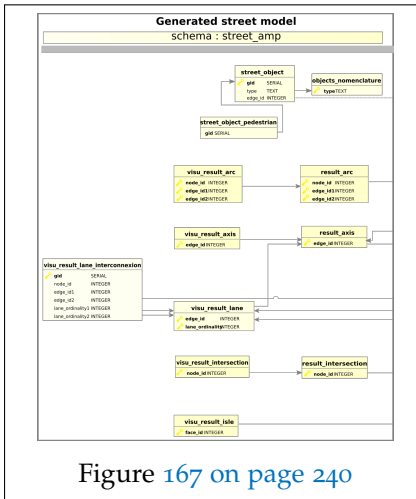 Generated street model
schema : street_amp
street_object
gid SERIAL
type TEXT
edge_id INTEGER
objects_nomenclature
type TEXT
street_object_pedestrian
gid SERIAL
visu_result_arc
node_id INTEGER
edge_id1 INTEGER
edge_id2 INTEGER
result_arc
node_id INTEGER
edge_id1 INTEGER
edge_id2 INTEGER
visu_result_axis
edge_id INTEGER
result_axis
edge_id INTEGER
visu_result_lane_interconnexion
gid SERIAL
node_id INTEGER
edge_id1 INTEGER
edge_id2 INTEGER
lane_ordinality1 INTEGER
lane_ordinality2 INTEGER
visu_result_lane
edge_id INTEGER
lane_ordinality INTEGER
visu_result_intersection
node_id INTEGER
result_intersection
node_id INTEGER
visu_result_isle
face_id INTEGER
Figure 167 on page 240